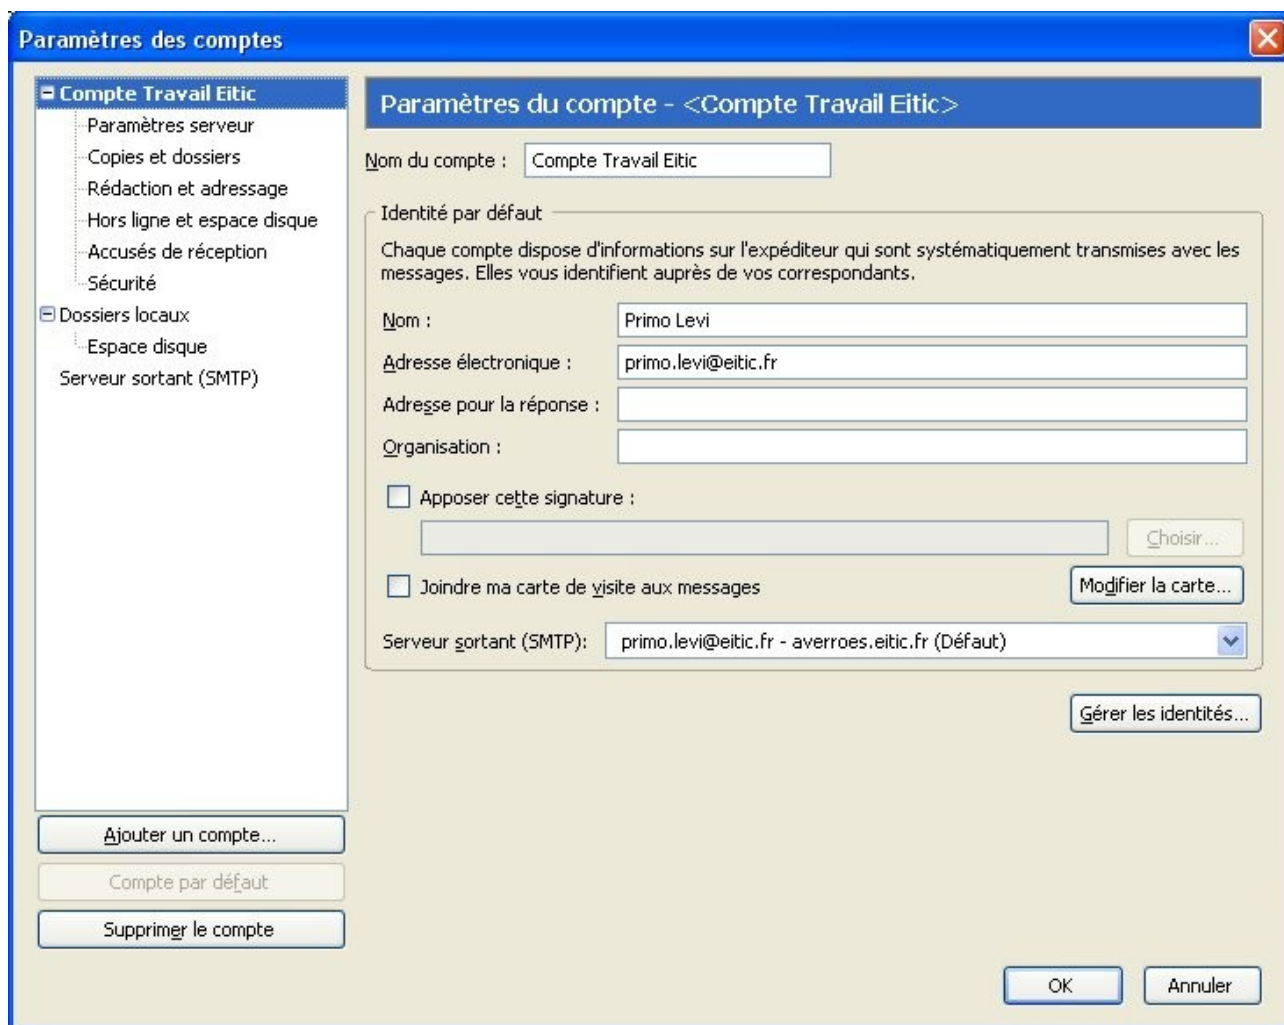 Paramètres des comptes
Compte Travail Eitic
Paramètres serveur
Copies et dossiers
Rédaction et adressage
Hors ligne et espace disque
Accusés de réception
Sécurité
Dossiers locaux
Espace disque
Serveur sortant (SMTP)
Ajouter un compte...
Compte par défaut
Supprimer le compte
Paramètres du compte - <Compte Travail Eitic>
Nom du compte : Compte Travail Eitic
Identité par défaut
Chaque compte dispose d'informations sur l'expéditeur qui sont systématiquement transmises avec les
messages. Elles vous identifient auprès de vos correspondants.
Nom : Primo Levi
Adresse électronique : primo.levi@eitic.fr
Adresse pour la réponse :
Organisation :
Apposer cette signature :
Choisir...
Joindre ma carte de visite aux messages Modifier la carte...
Serveur sortant (SMTP): primo.levi@eitic.fr - averroes.eitic.fr (Défaut)
Gérer les identités...
OK Annuler